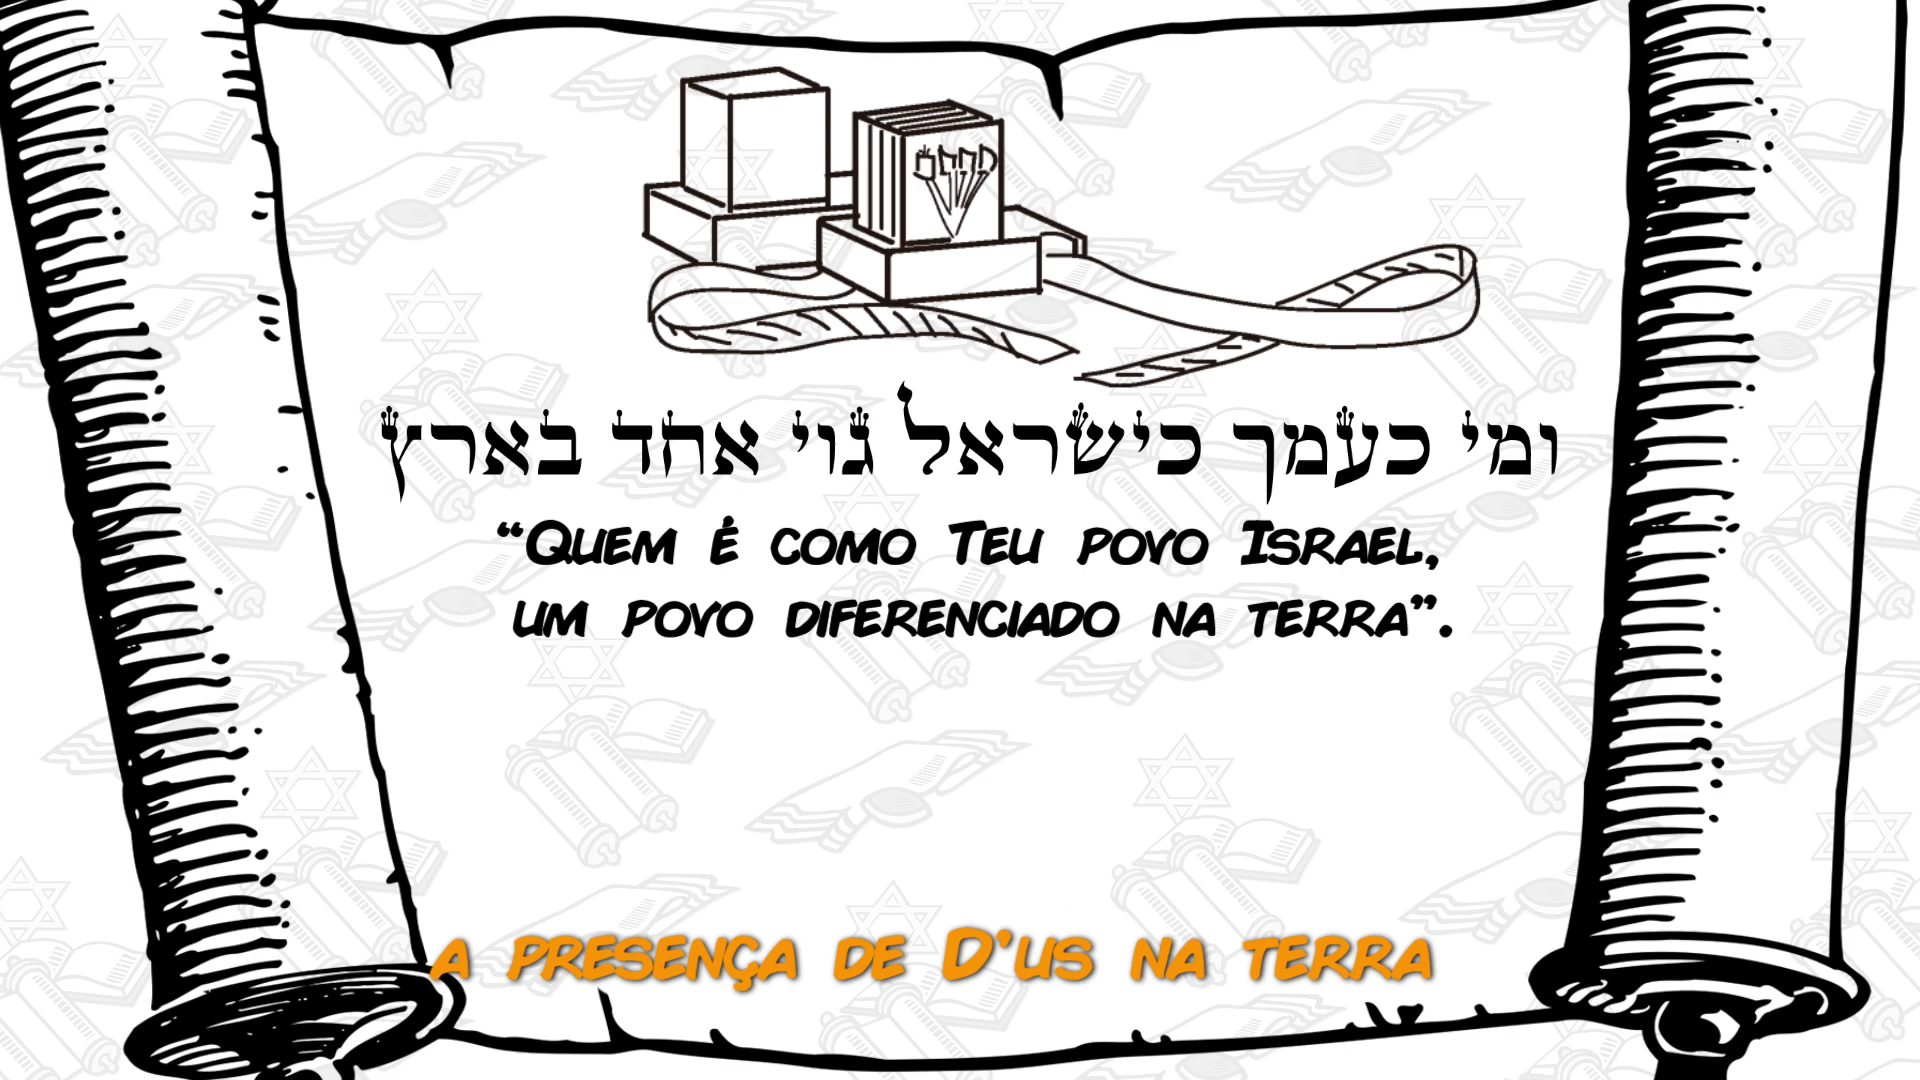 ומי כעמך כישראל גוי אחד בארץ
“Quem é como Teu povo Israel,
um povo diferenciado na terra”.
a presença de D’us na terra